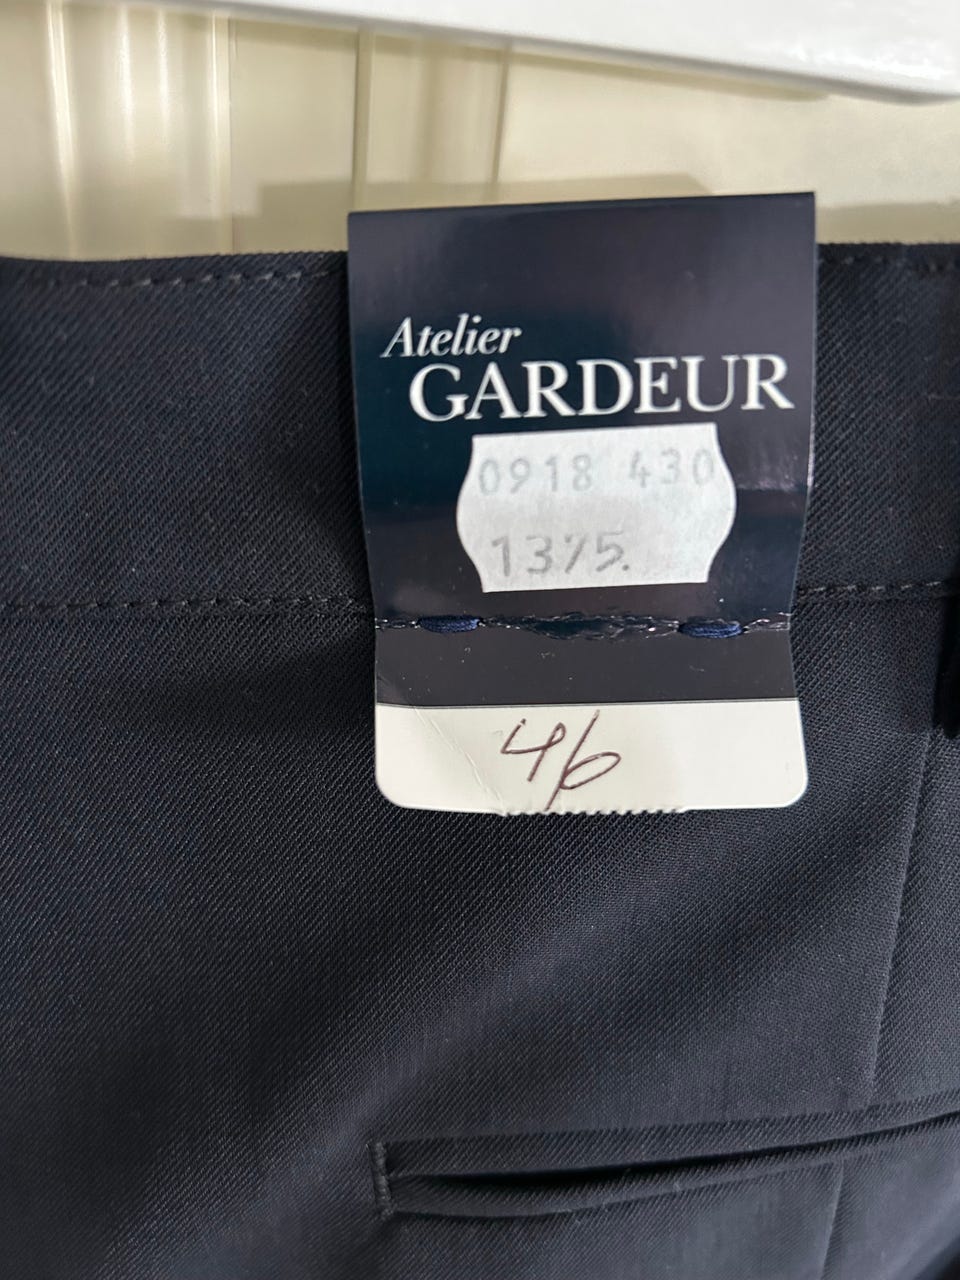 Atelier
GARDEUR
0918 430
1375.
46